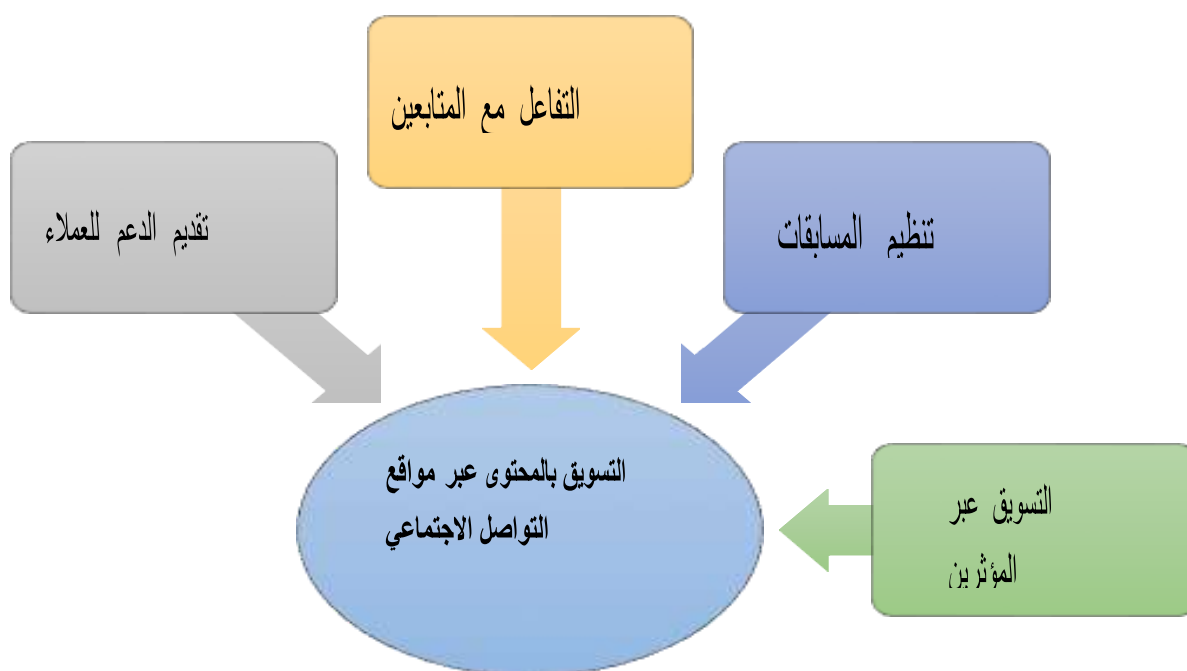 التفاعل مع المتابعين
تنظيم المسابقات
تقديم الدعم للعملاء
التسويق بالمحتوى عبر مواقع
التواصل الاجتماعي
التسويق عبر
المؤثرين